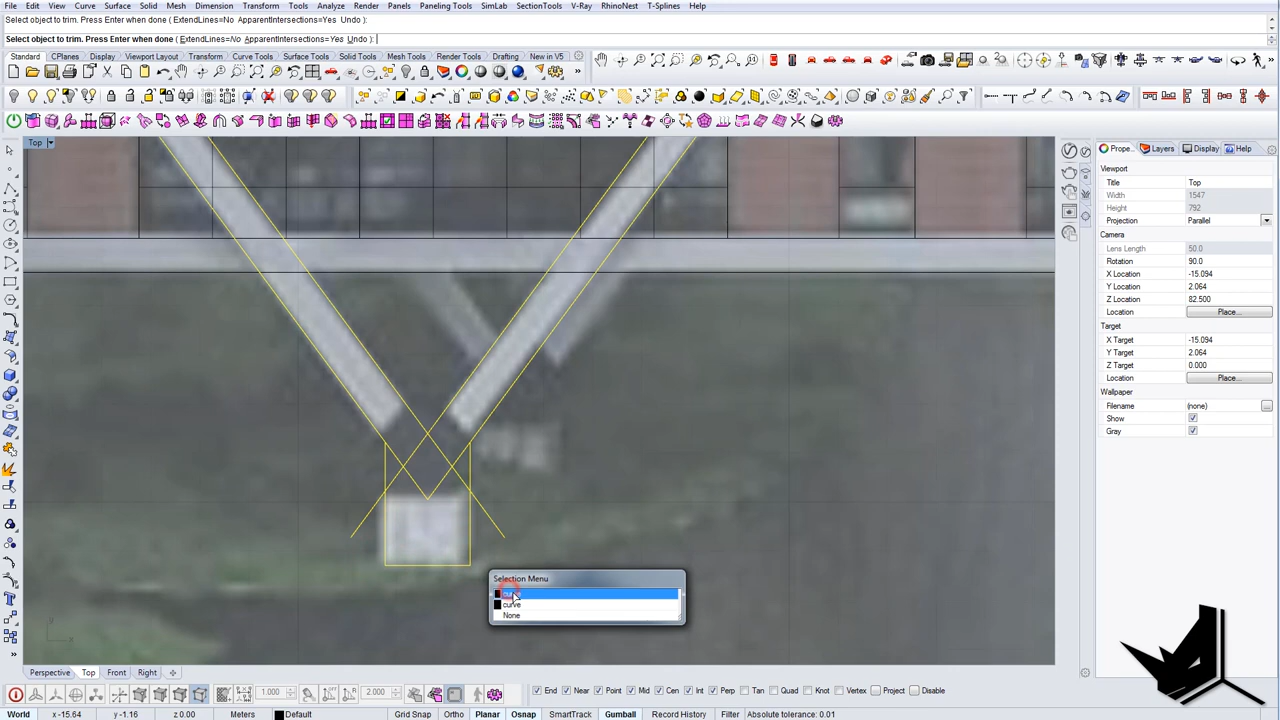 File Edit View Curve Surface Solid Mesh Dimension Transform Tools Analyze Render Panels Paneling Tools SimLab SectionTools V-Ray RhinoNest T-Splines Help
Select object to trim. Press Enter when done ( ExtendLines=No ApparentIntersections=Yes Undo ):
Select object to trim. Press Enter when done ( ExtendLines=No ApparentIntersections=Yes Undo ):
Standard CPlanes Display Viewport Layout Transform Curve Tools Surface Tools Solid Tools Mesh Tools Render Tools Drafting New in V5
Top
Prope... Layers Display Help
Viewport
Title Top
Width 1547
Height 792
Projection Parallel
Camera
Lens Length 50.0
Rotation 90.0
X Location -15.094
Y Location 2.064
Z Location 82.500
Location Place...
Target
X Target -15.094
Y Target 2.064
Z Target 0.000
Location Place...
Wallpaper
Filename (none) ...
Show
Gray
Selection Menu
curve
None
Perspective Top Front Right
1.000 2.000
End Near Point Mid Cen Int Perp Tan Quad Knot Vertex Project Disable
World x -15.64 y -1.16 z 0.00 Meters Default Grid Snap Ortho Planar Osnap SmartTrack Gumball Record History Filter Absolute tolerance: 0.01